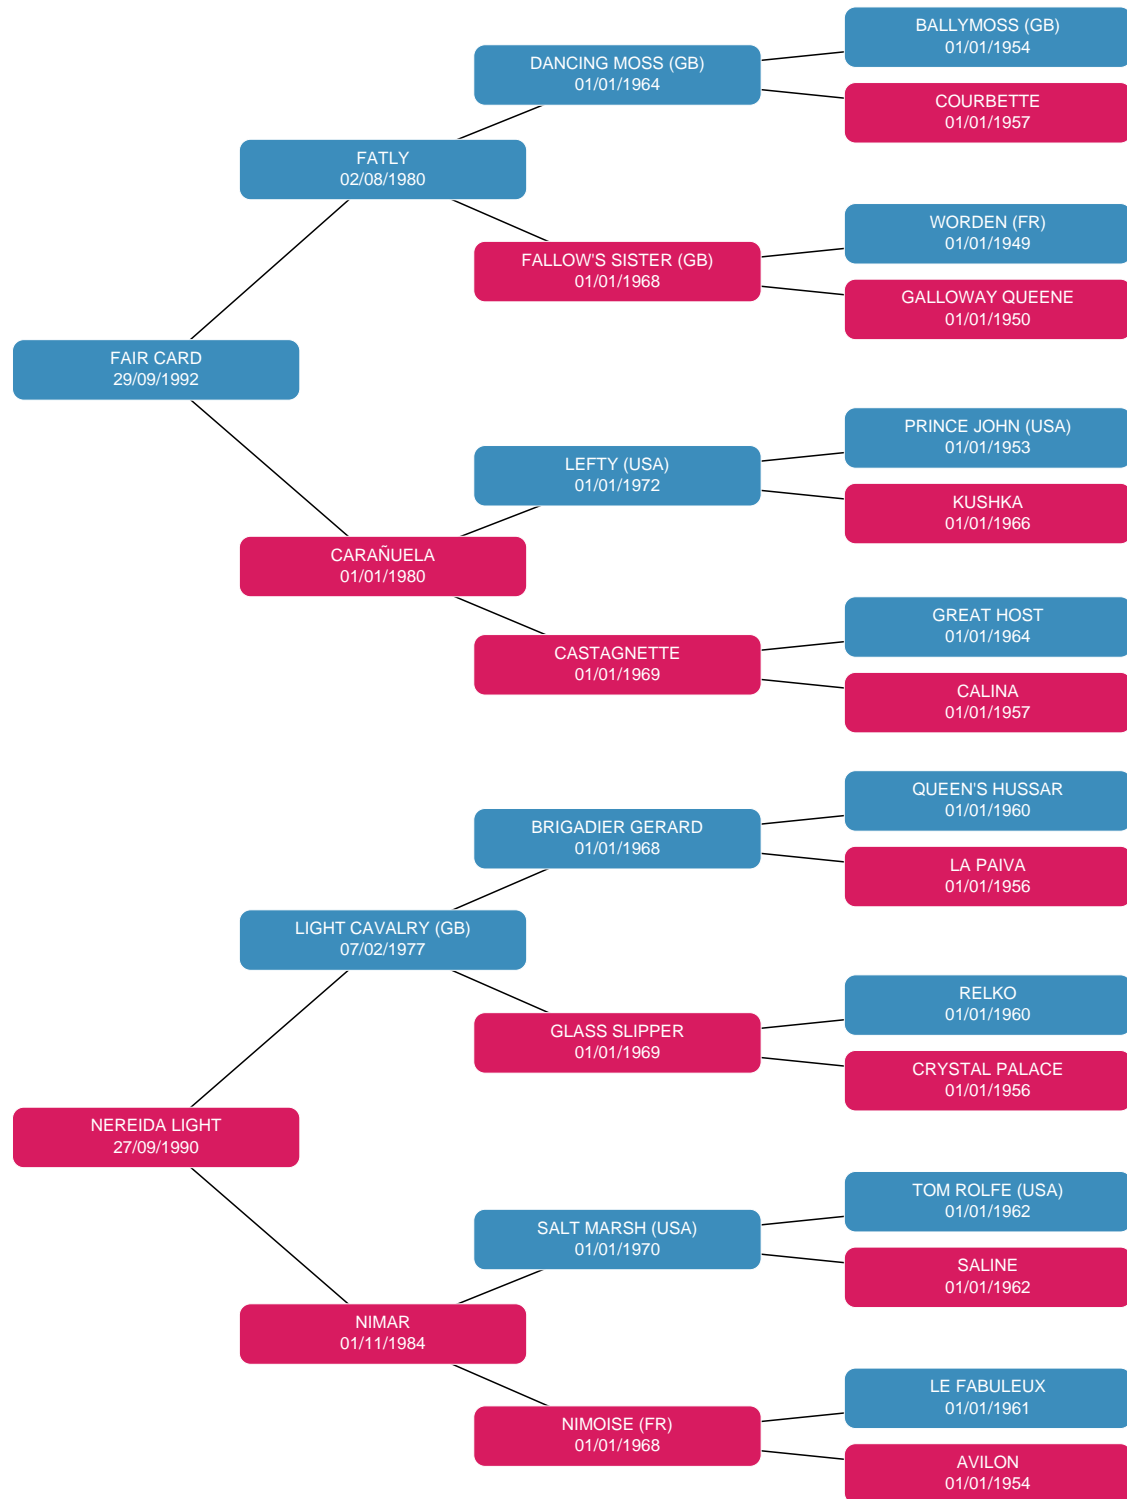 BALLYMOSS (GB)
01/01/1954
DANCING MOSS (GB)
01/01/1964
COURBETTE
01/01/1957
FATLY
02/08/1980
WORDEN (FR)
01/01/1949
FALLOW'S SISTER (GB)
01/01/1968
GALLOWAY QUEENE
01/01/1950
FAIR CARD
29/09/1992
PRINCE JOHN (USA)
01/01/1953
LEFTY (USA)
01/01/1972
KUSHKA
01/01/1966
CARAÑUELA
01/01/1980
GREAT HOST
01/01/1964
CASTAGNETTE
01/01/1969
CALINA
01/01/1957
QUEEN'S HUSSAR
01/01/1960
BRIGADIER GERARD
01/01/1968
LA PAIVA
01/01/1956
LIGHT CAVALRY (GB)
07/02/1977
RELKO
01/01/1960
GLASS SLIPPER
01/01/1969
CRYSTAL PALACE
01/01/1956
NEREIDA LIGHT
27/09/1990
TOM ROLFE (USA)
01/01/1962
SALT MARSH (USA)
01/01/1970
SALINE
01/01/1962
NIMAR
01/11/1984
LE FABULEUX
01/01/1961
NIMOISE (FR)
01/01/1968
AVILON
01/01/1954